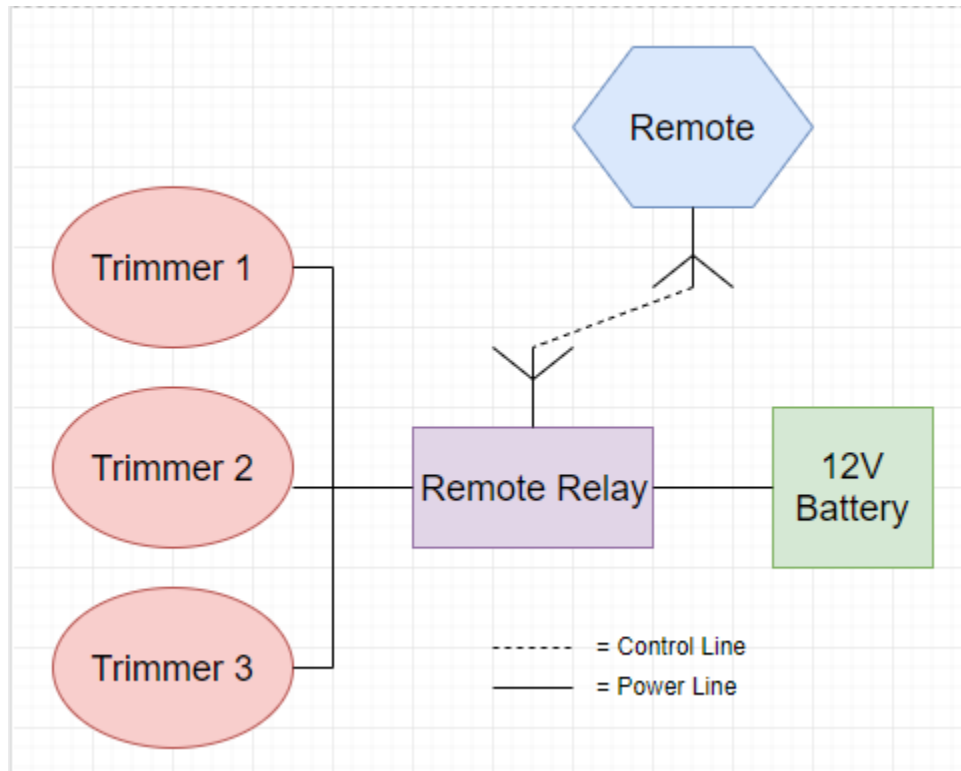 Remote
Trimmer 1
Trimmer 2
Remote Relay
12V
Battery
Trimmer 3
= Control Line
= Power Line